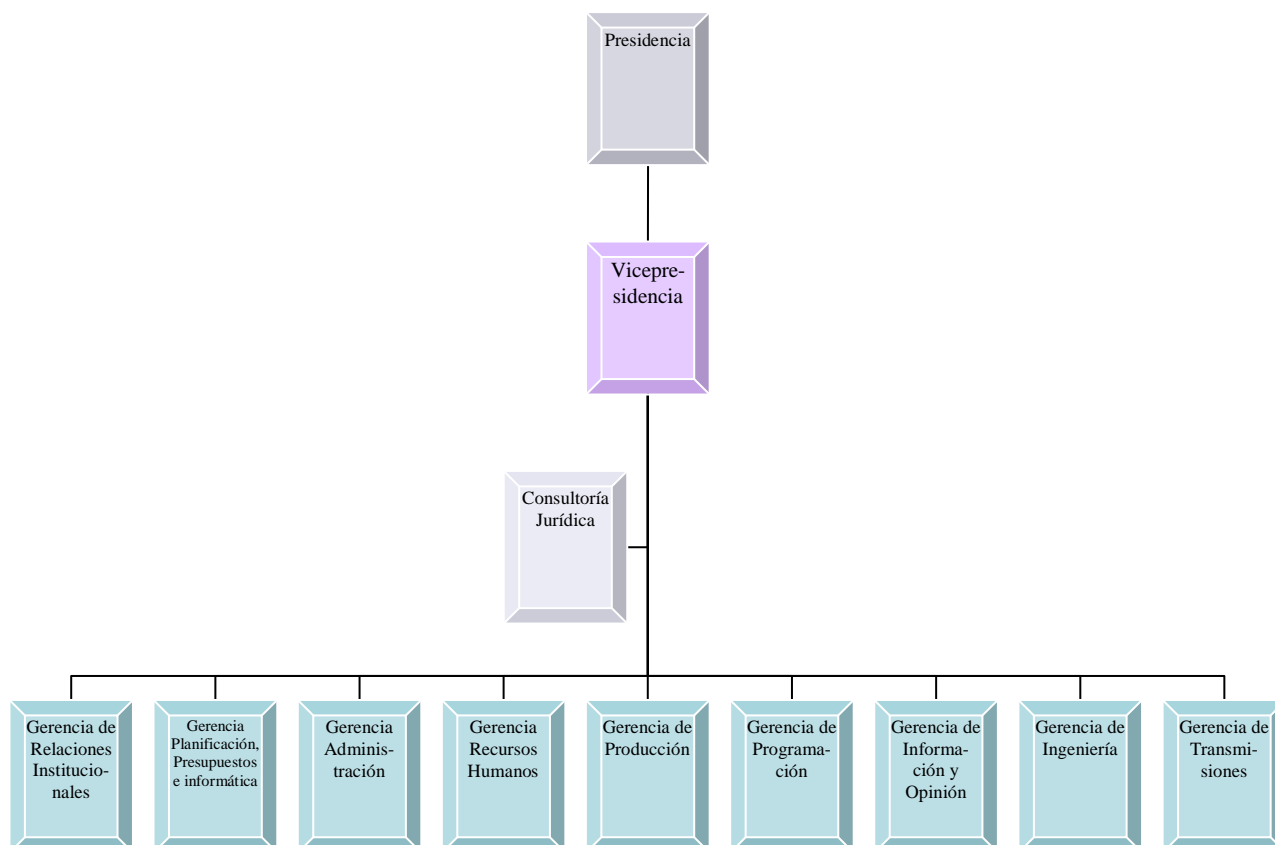 Presidencia
Vicepre-
sidencia
Consultoría
Jurídica
Gerencia de
Relaciones
Institucio-
nales
Gerencia
Planificación,
Presupuestos
e informática
Gerencia
Adminis-
tración
Gerencia
Recursos
Humanos
Gerencia de
Producción
Gerencia de
Programa-
ción
Gerencia de
Informa-
ción y
Opinión
Gerencia de
Ingeniería
Gerencia de
Transmi-
siones